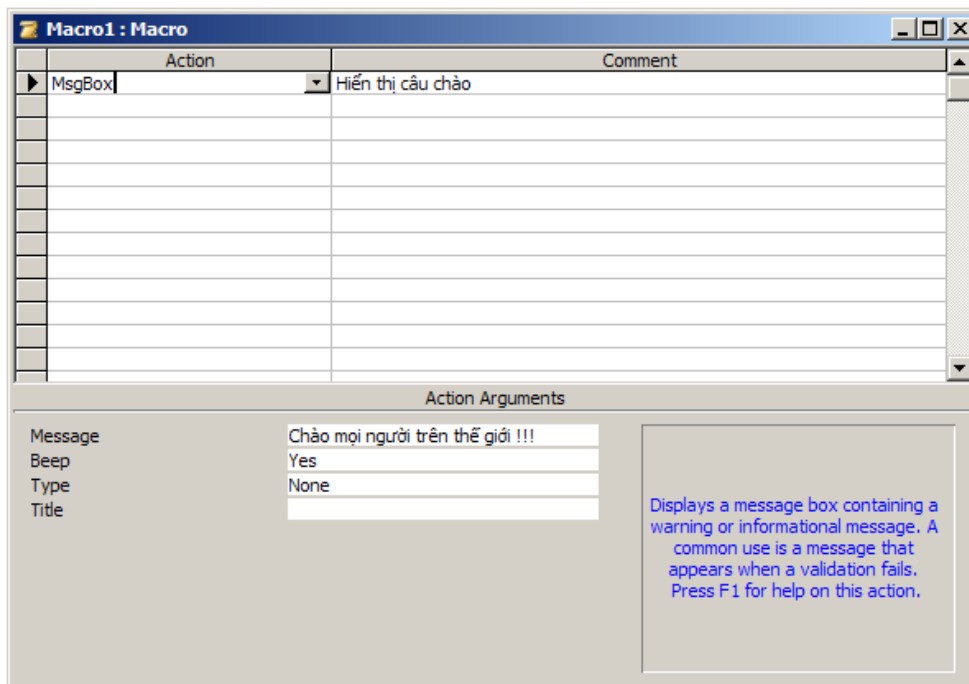 Macro1 : Macro
Action Comment
MsgBox Hiển thị câu chào
Action Arguments
Message Chào mọi người trên thế giới !!!
Beep Yes
Type None
Title
Displays a message box containing a
warning or informational message. A
common use is a message that
appears when a validation fails.
Press F1 for help on this action.